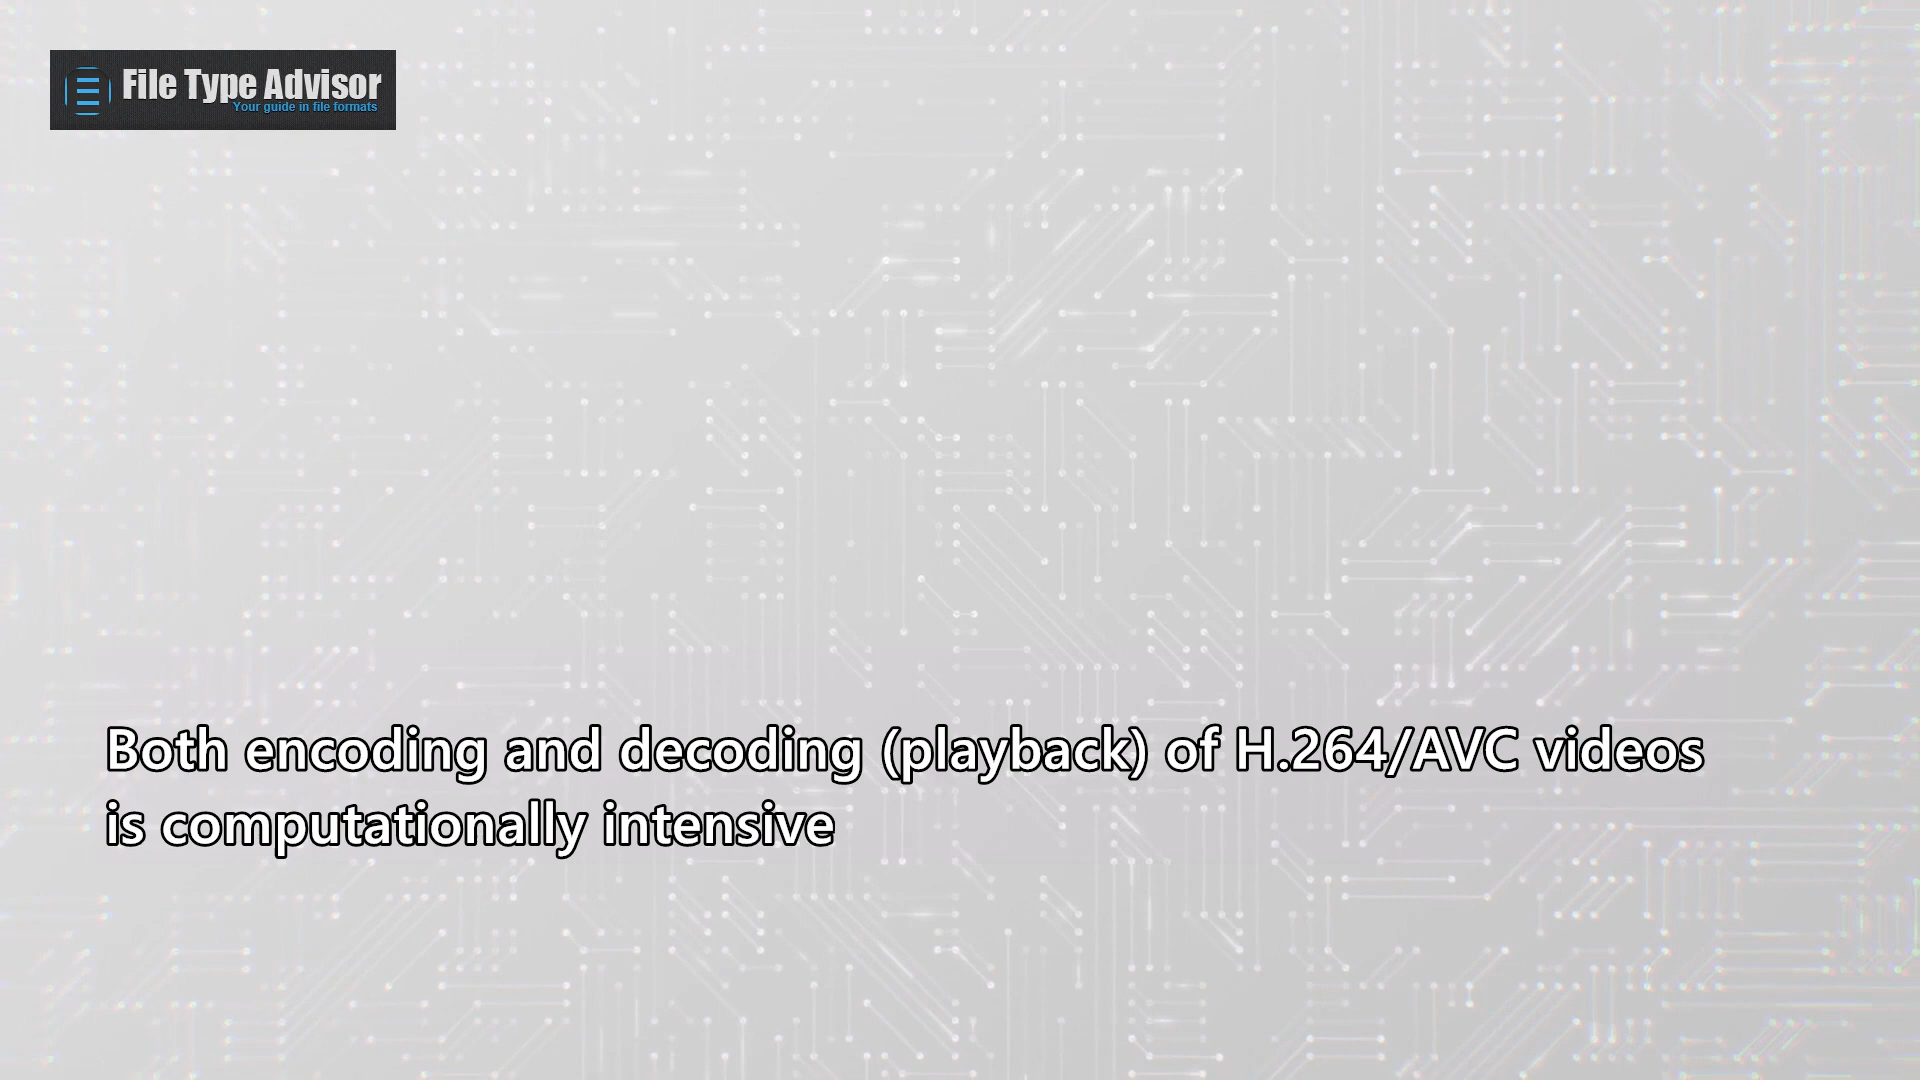 File Type Advisor
Your guide in file formats
Both encoding and decoding (playback) of H.264/AVC videos
is computationally intensive